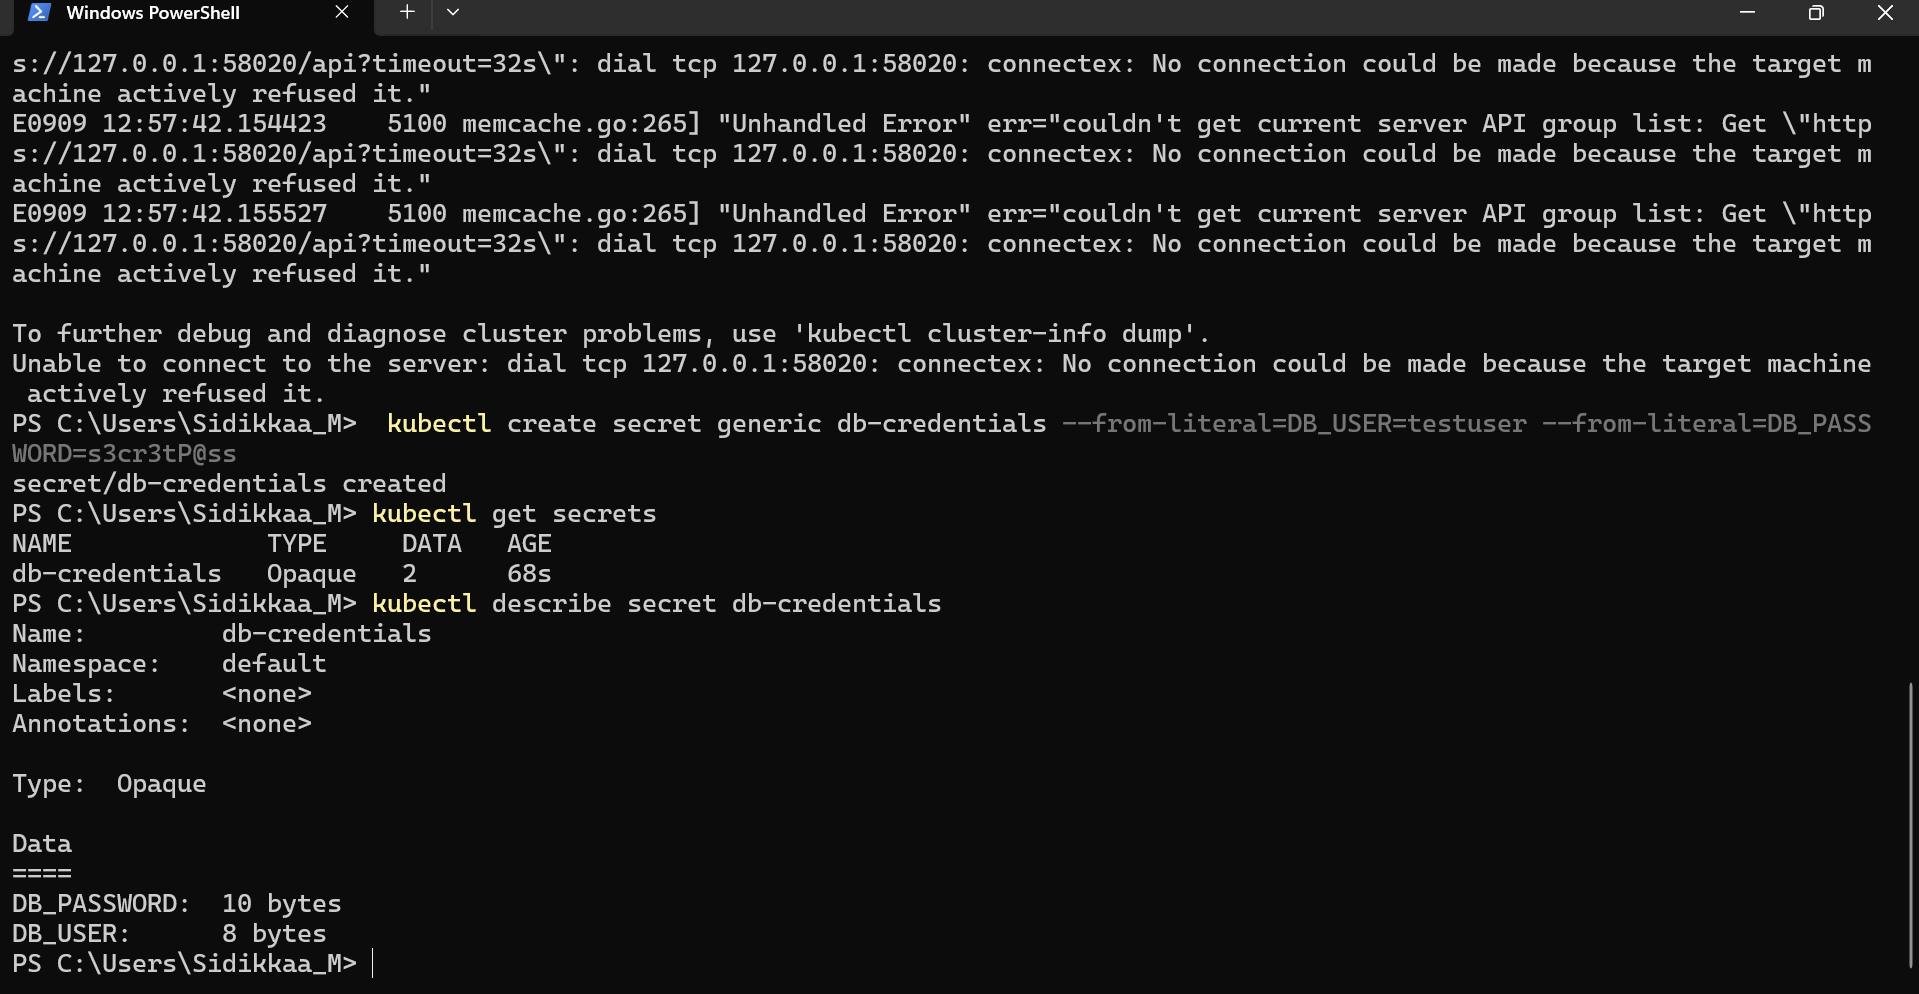 Windows PowerShell
s://127.0.0.1:58020/api?timeout=32s\": dial tcp 127.0.0.1:58020: connectex: No connection could be made because the target m
achine actively refused it."
E0909 12:57:42.154423    5100 memcache.go:265] "Unhandled Error" err="couldn't get current server API group list: Get \"http
s://127.0.0.1:58020/api?timeout=32s\": dial tcp 127.0.0.1:58020: connectex: No connection could be made because the target m
achine actively refused it."
E0909 12:57:42.155527    5100 memcache.go:265] "Unhandled Error" err="couldn't get current server API group list: Get \"http
s://127.0.0.1:58020/api?timeout=32s\": dial tcp 127.0.0.1:58020: connectex: No connection could be made because the target m
achine actively refused it."

To further debug and diagnose cluster problems, use 'kubectl cluster-info dump'.
Unable to connect to the server: dial tcp 127.0.0.1:58020: connectex: No connection could be made because the target machine
 actively refused it.
PS C:\Users\Sidikkaa_M>  kubectl create secret generic db-credentials --from-literal=DB_USER=testuser --from-literal=DB_PASS
WORD=s3cr3tP@ss
secret/db-credentials created
PS C:\Users\Sidikkaa_M> kubectl get secrets
NAME             TYPE     DATA   AGE
db-credentials   Opaque   2      68s
PS C:\Users\Sidikkaa_M> kubectl describe secret db-credentials
Name:         db-credentials
Namespace:    default
Labels:       <none>
Annotations:  <none>

Type:  Opaque

Data
====
DB_PASSWORD:  10 bytes
DB_USER:      8 bytes
PS C:\Users\Sidikkaa_M>